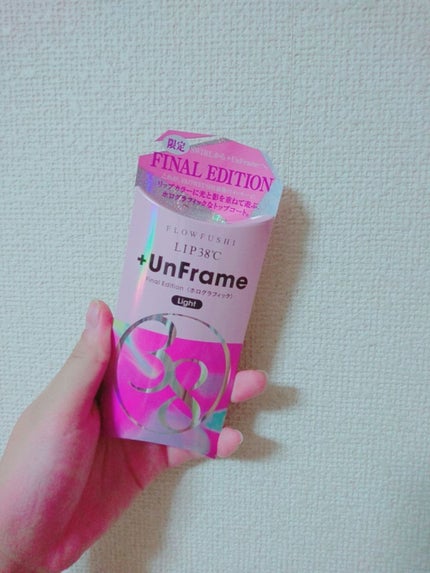 限定
FINAL EDITION
リップカラーに光と影を重ねて遊ぶ
ホログラフィックなトップコート。
FLOWFUSHI
LIP38℃
+UnFrame
Final Edition〈ホログラフィック〉
Light
38